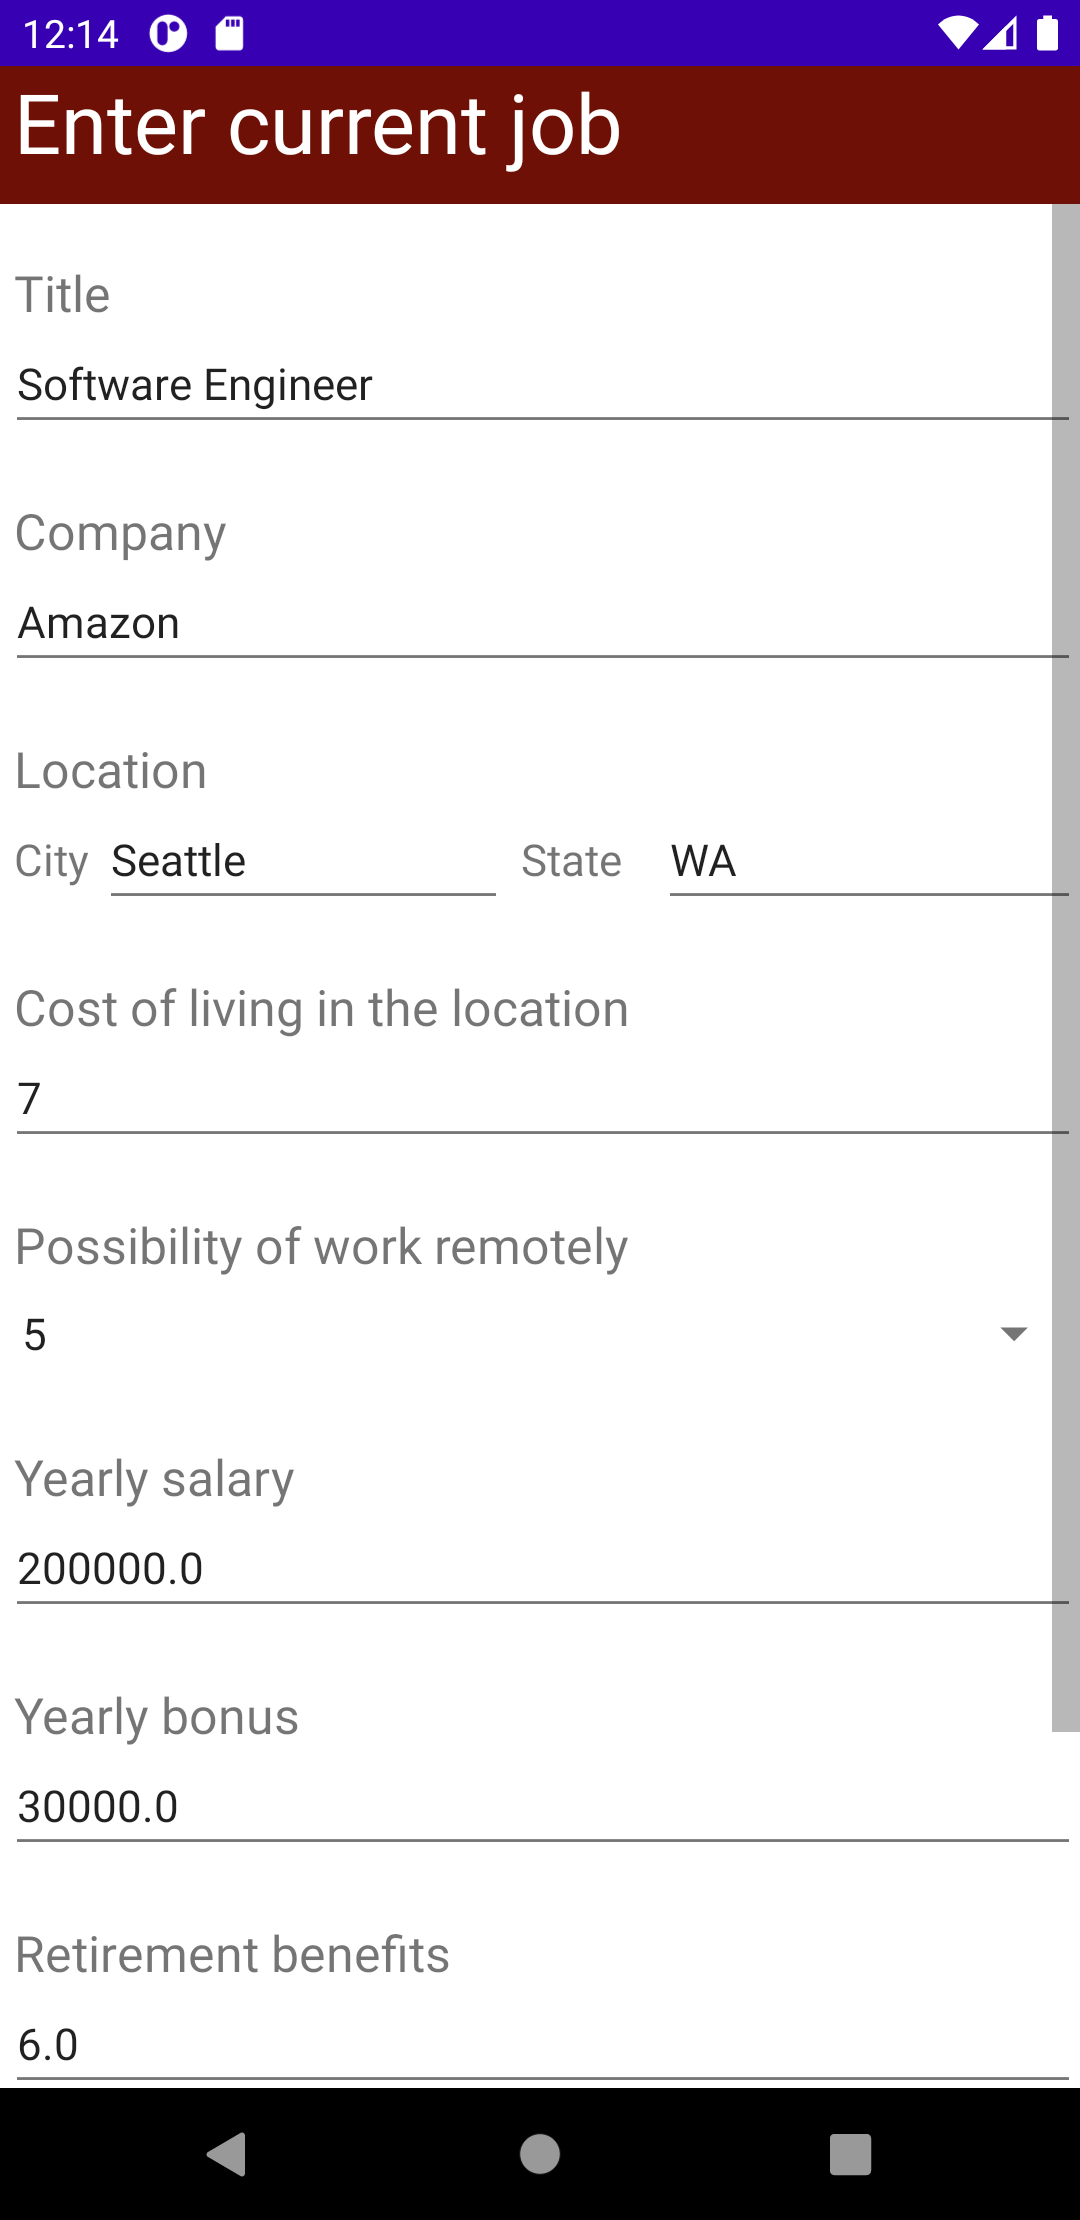 12:14
Enter current job
Title
Software Engineer
Company
Amazon
Location
City Seattle State WA
Cost of living in the location
7
Possibility of work remotely
5
Yearly salary
200000.0
Yearly bonus
30000.0
Retirement benefits
6.0